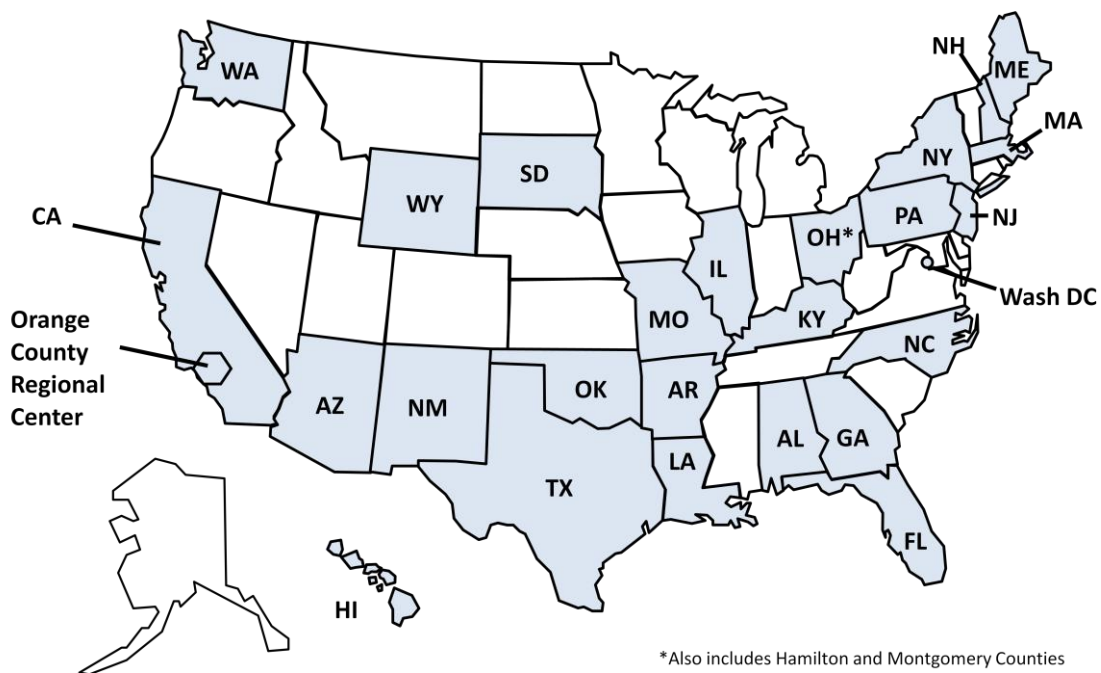 NH
ME
WA
MA
NY
SD
WY
PA
NJ
CA
OH*
IL
Wash DC
Orange
County
Regional
Center
MO
KY
NC
OK
AR
AZ
NM
AL
GA
LA
TX
FL
HI
*Also includes Hamilton and Montgomery Counties